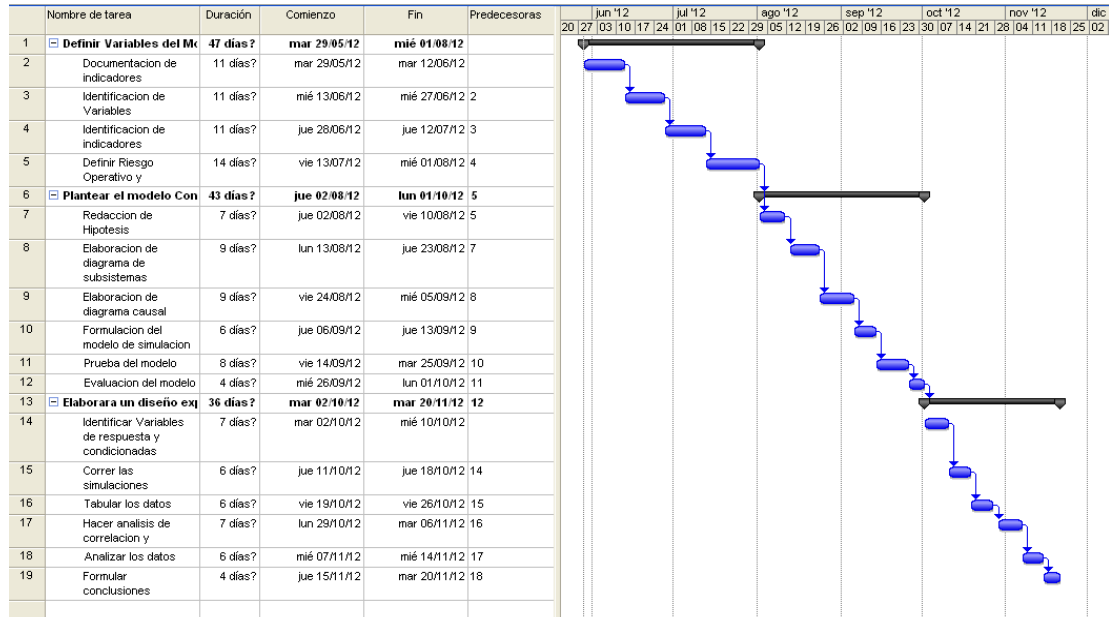 Nombre de tarea Duración Comienzo Fin Predecesoras
jun '12 jul '12 ago '12 sep '12 oct '12 nov '12 dic
20 27 03 10 17 24 01 08 15 22 29 05 12 19 26 02 09 16 23 30 07 14 21 28 04 11 18 25 02
1 Definir Variables del Mo 47 días? mar 29/05/12 mié 01/08/12
2 Documentacion de 11 días? mar 29/05/12 mar 12/06/12
indicadores
3 Identificacion de 11 días? mié 13/06/12 mié 27/06/12 2
Variables
4 Identificacion de 11 días? jue 28/06/12 jue 12/07/12 3
indicadores
5 Definir Riesgo 14 días? vie 13/07/12 mié 01/08/12 4
Operativo y
6 Plantear el modelo Con 43 días? jue 02/08/12 lun 01/10/12 5
7 Redaccion de 7 días? jue 02/08/12 vie 10/08/12 5
Hipotesis
8 Elaboracion de 9 días? lun 13/08/12 jue 23/08/12 7
diagrama de
subsistemas
9 Elaboracion de 9 días? vie 24/08/12 mié 05/09/12 8
diagrama causal
10 Formulacion del 6 días? jue 06/09/12 jue 13/09/12 9
modelo de simulacion
11 Prueba del modelo 8 días? vie 14/09/12 mar 25/09/12 10
12 Evaluacion del modelo 4 días? mié 26/09/12 lun 01/10/12 11
13 Elaborara un diseño exp 36 días? mar 02/10/12 mar 20/11/12 12
14 Identificar Variables 7 días? mar 02/10/12 mié 10/10/12
de respuesta y
condicionadas
15 Correr las 6 días? jue 11/10/12 jue 18/10/12 14
simulaciones
16 Tabular los datos 6 días? vie 19/10/12 vie 26/10/12 15
17 Hacer analisis de 7 días? lun 29/10/12 mar 06/11/12 16
correlacion y
18 Analizar los datos 6 días? mié 07/11/12 mié 14/11/12 17
19 Formular 4 días? jue 15/11/12 mar 20/11/12 18
conclusiones